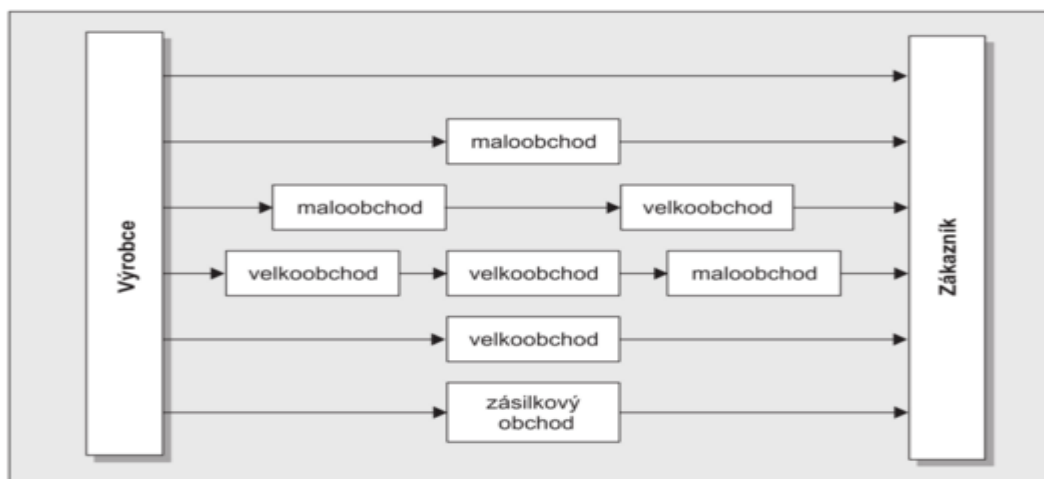 Výrobce
maloobchod
maloobchod
velkoobchod
velkoobchod
velkoobchod
maloobchod
velkoobchod
zásilkový
obchod
Zákazník